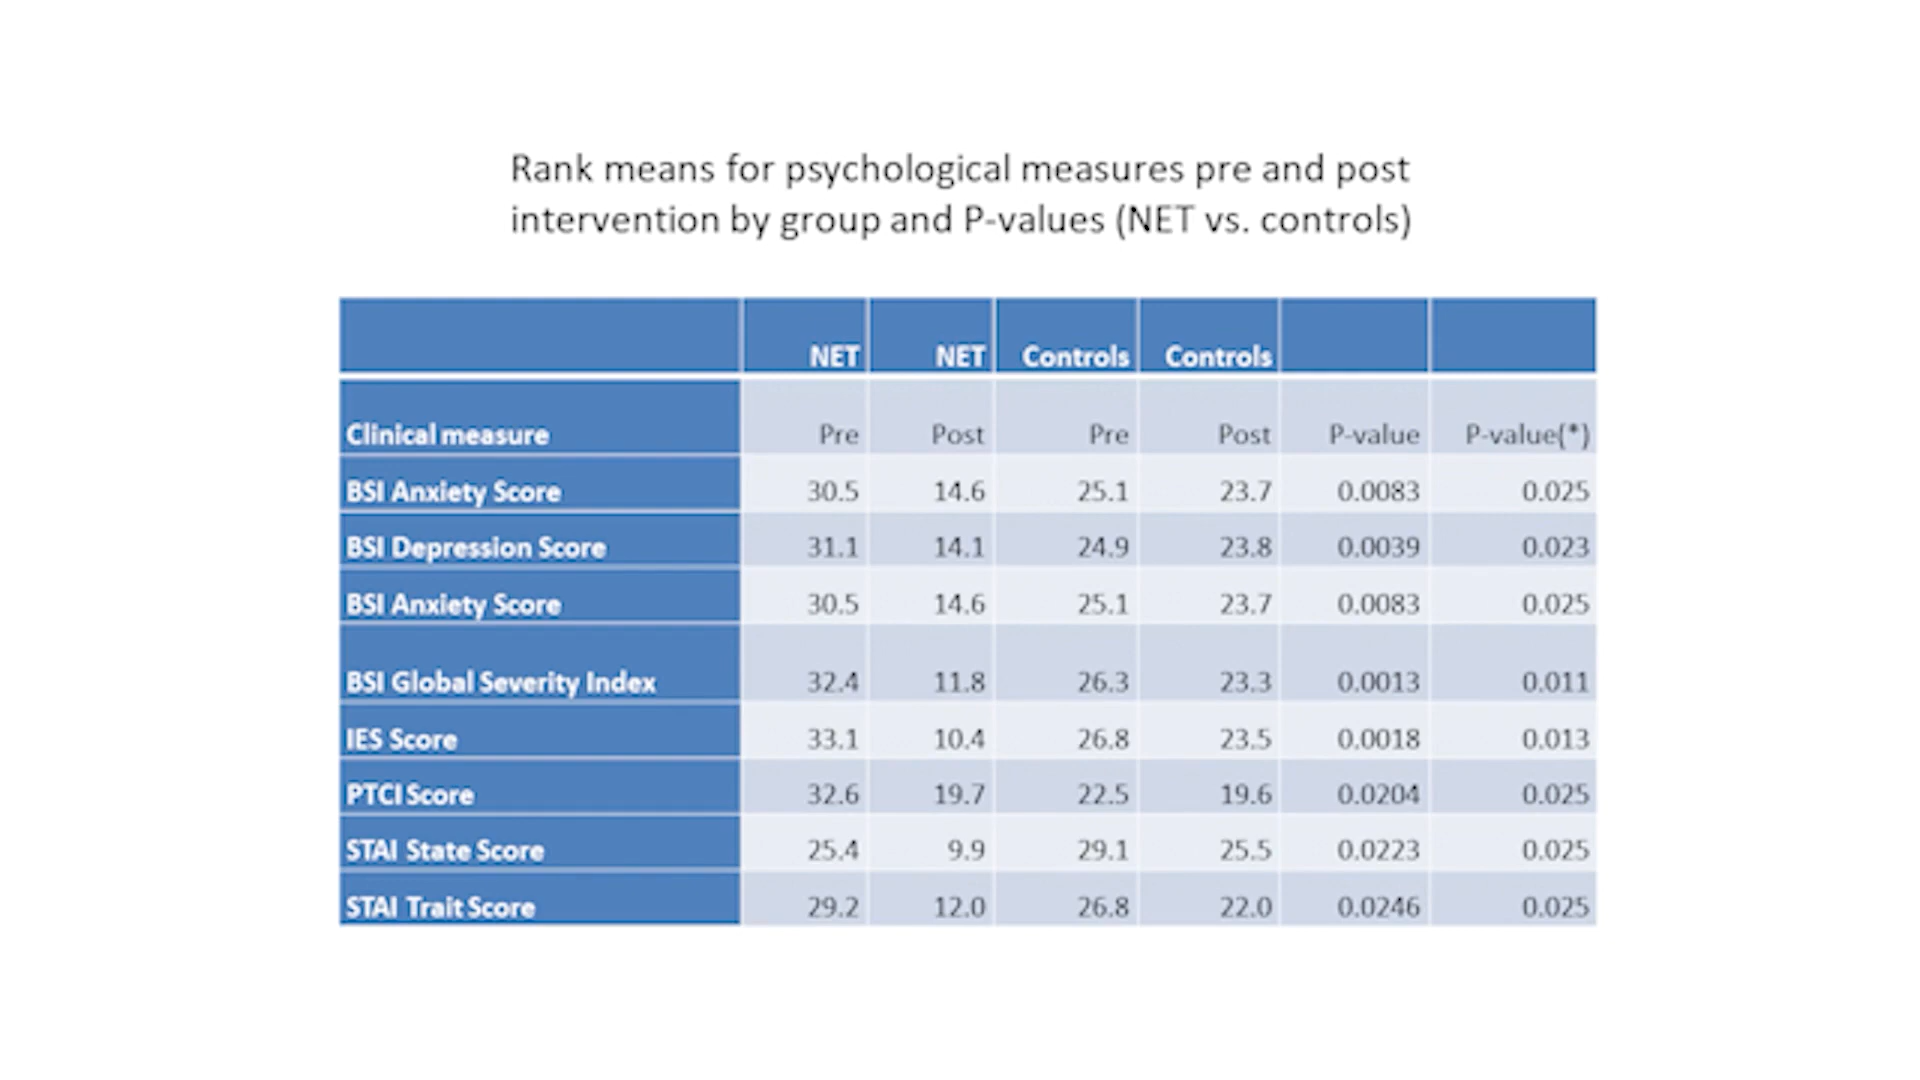 Rank means for psychological measures pre and post
intervention by group and P-values (NET vs. controls)
NET NET Controls Controls
Clinical measure Pre Post Pre Post P-value P-value(*)
BSI Anxiety Score 30.5 14.6 25.1 23.7 0.0083 0.025
BSI Depression Score 31.1 14.1 24.9 23.8 0.0039 0.023
BSI Anxiety Score 30.5 14.6 25.1 23.7 0.0083 0.025
BSI Global Severity Index 32.4 11.8 26.3 23.3 0.0013 0.011
IES Score 33.1 10.4 26.8 23.5 0.0018 0.013
PTCI Score 32.6 19.7 22.5 19.6 0.0204 0.025
STAI State Score 25.4 9.9 29.1 25.5 0.0223 0.025
STAI Trait Score 29.2 12.0 26.8 22.0 0.0246 0.025